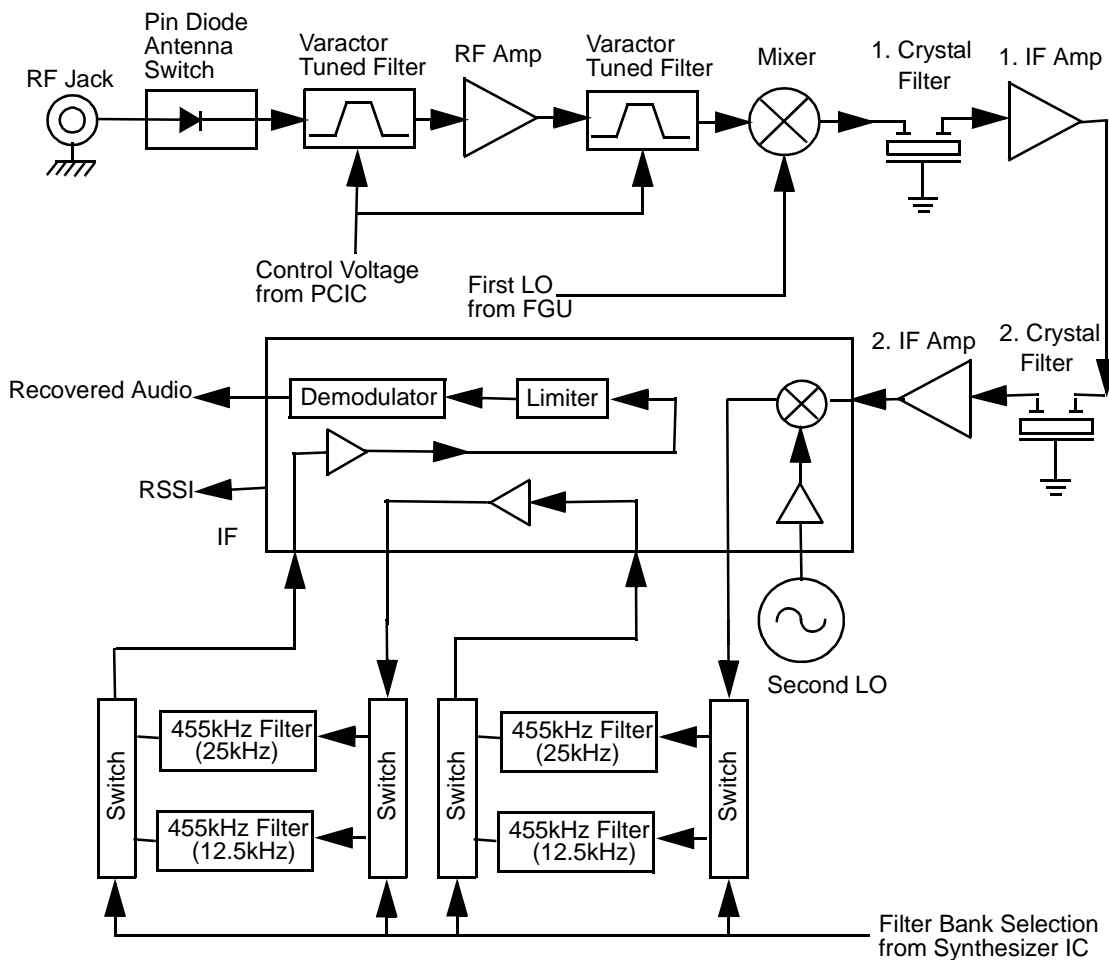 Pin Diode
Antenna
Switch
RF Jack
Varactor
Tuned Filter
RF Amp
Varactor
Tuned Filter
Mixer
1. Crystal
Filter
1. IF Amp
Control Voltage
from PCIC
First LO
from FGU
2. IF Amp
2. Crystal
Filter
Recovered Audio
Demodulator
Limiter
RSSI
IF
Second LO
Switch
455kHz Filter
(25kHz)
455kHz Filter
(12.5kHz)
Switch
Switch
455kHz Filter
(25kHz)
455kHz Filter
(12.5kHz)
Switch
Filter Bank Selection
from Synthesizer IC